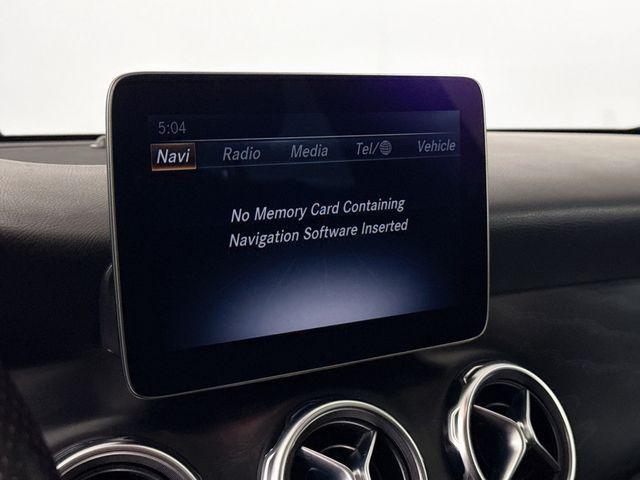 5:04
Navi Radio Media Tel/ Vehicle
No Memory Card Containing
Navigation Software Inserted